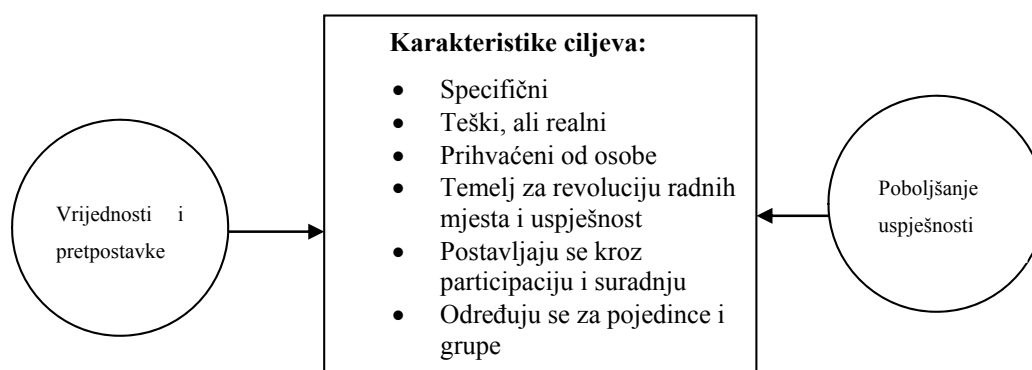 Vrijednosti i
pretpostavke
Karakteristike ciljeva:
• Specifični
• Teški, ali realni
• Prihvaćeni od osobe
• Temelj za revoluciju radnih
mjesta i uspješnost
• Postavljaju se kroz
participaciju i suradnju
• Određuju se za pojedince i
grupe
Poboljšanje
uspješnosti